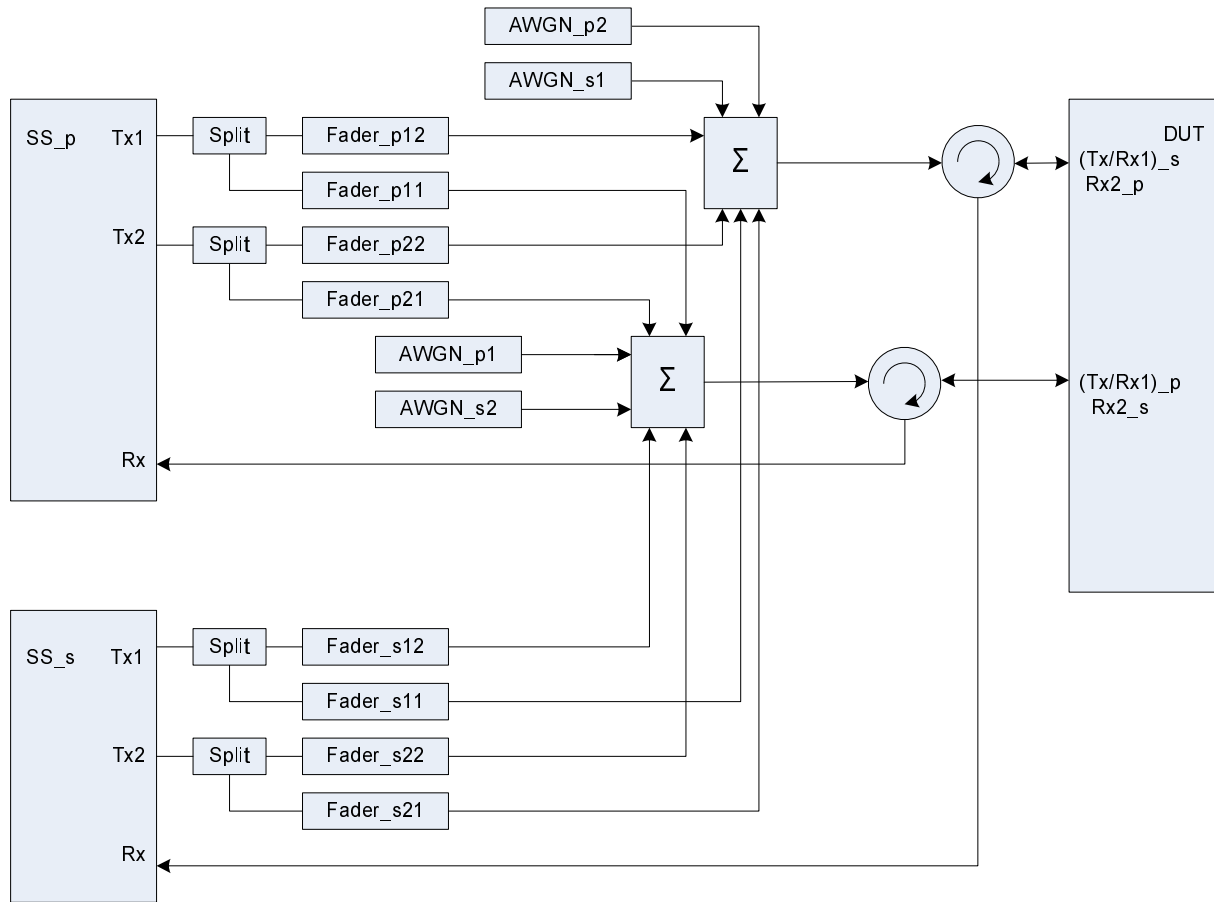 AWGN_p2
AWGN_s1
SS_p
Tx1
Split
Fader_p12
Σ
DUT
(Tx/Rx1)_s
Rx2_p
Fader_p11
Tx2
Split
Fader_p22
Fader_p21
AWGN_p1
Σ
AWGN_s2
(Tx/Rx1)_p
Rx2_s
Rx
SS_s
Tx1
Split
Fader_s12
Fader_s11
Tx2
Split
Fader_s22
Fader_s21
Rx